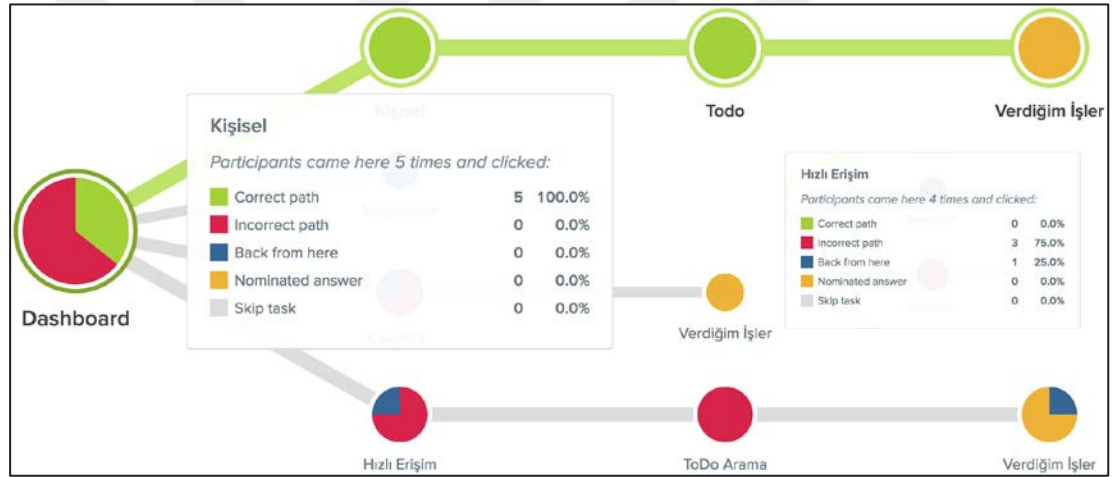 Kişisel
Todo
Verdiğim İşler
Kişisel
Participants came here 5 times and clicked:
Correct path 5 100.0%
Incorrect path 0 0.0%
Back from here 0 0.0%
Nominated answer 0 0.0%
Skip task 0 0.0%
Hızlı Erişim
Participants came here 4 times and clicked:
Correct path 0 0.0%
Incorrect path 3 75.0%
Back from here 1 25.0%
Nominated answer 0 0.0%
Skip task 0 0.0%
Dashboard
Verdiğim İşler
Hızlı Erişim
ToDo Arama
Verdiğim İşler